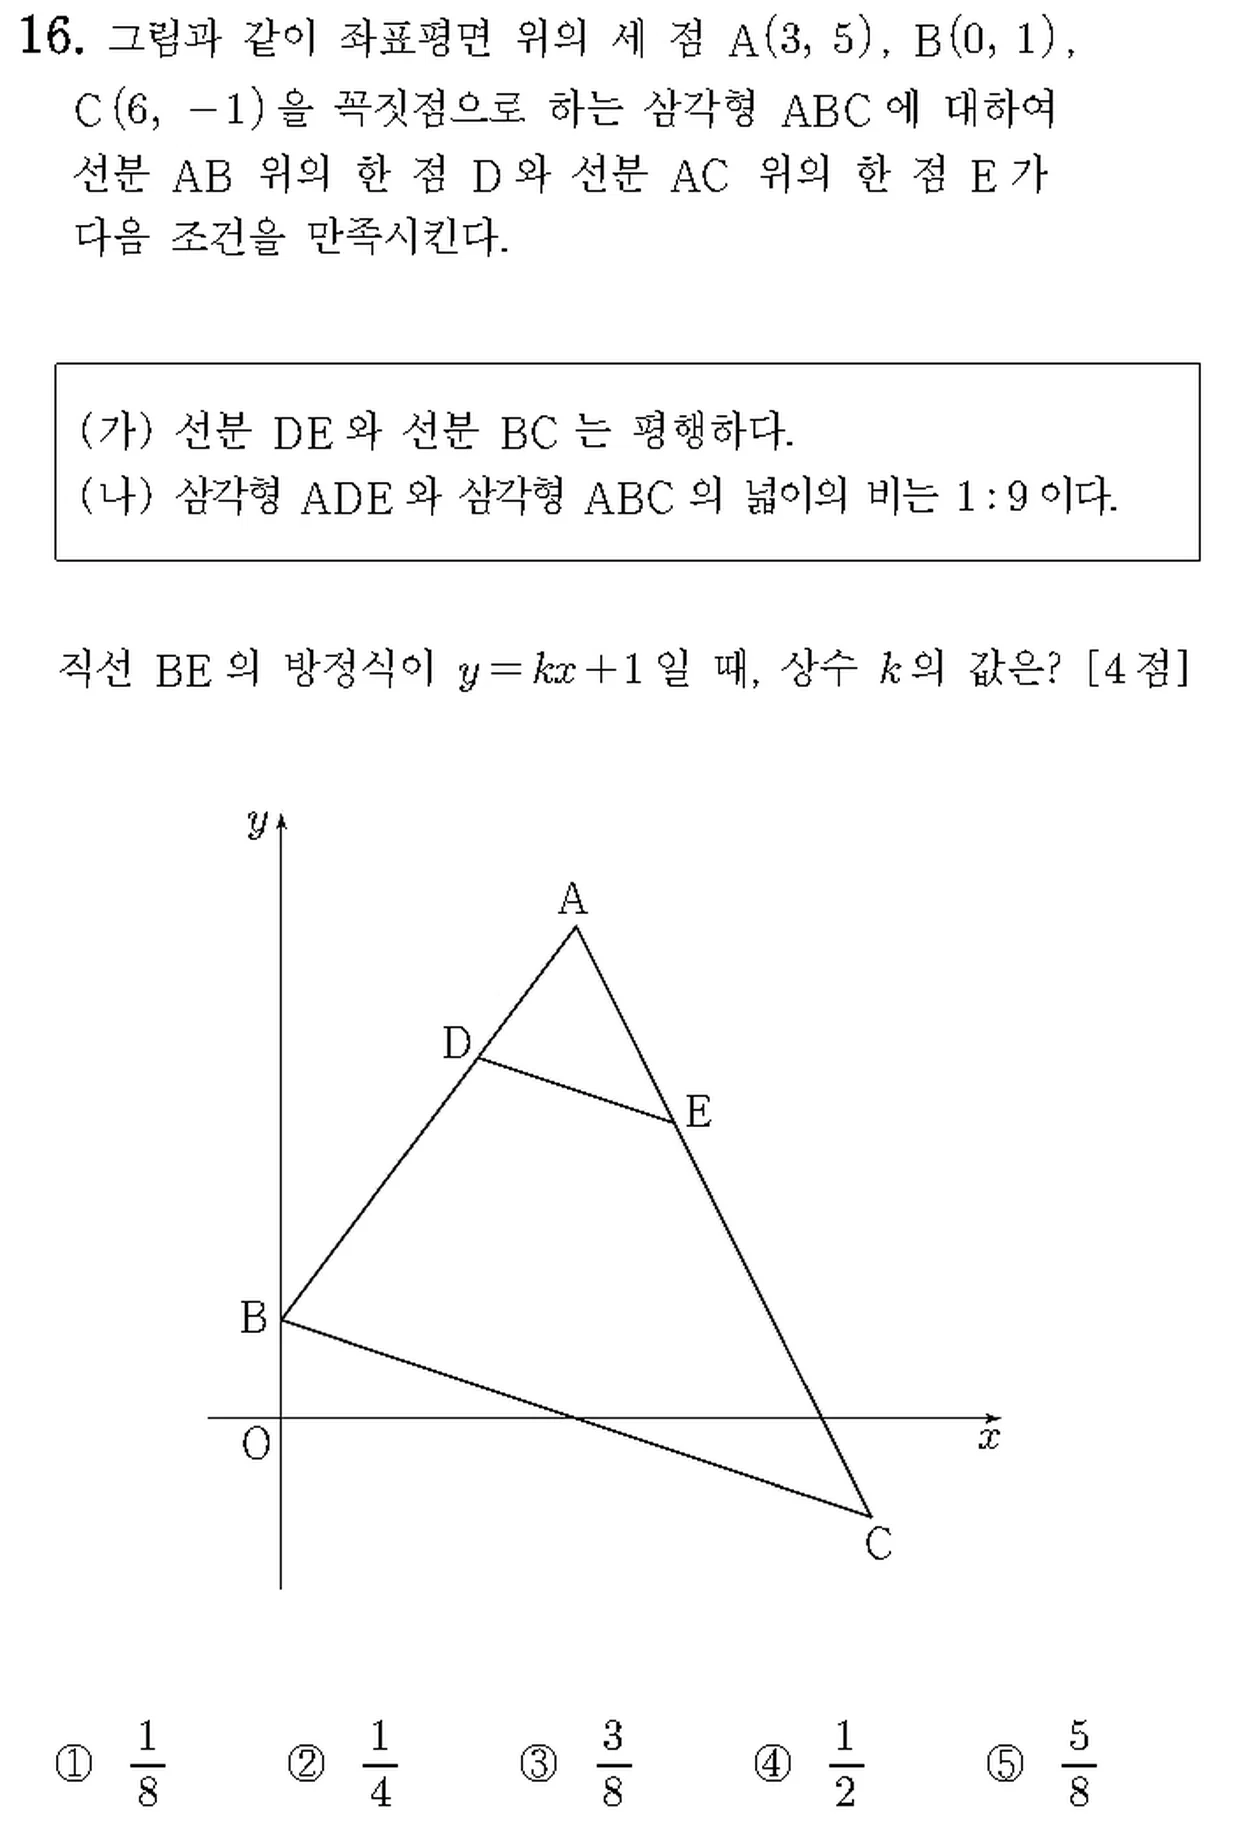 16. 그림과 같이 좌표평면 위의 세 점 A(3, 5), B(0, 1),
C(6, −1)을 꼭짓점으로 하는 삼각형 ABC에 대하여
선분 AB 위의 한 점 D와 선분 AC 위의 한 점 E가
다음 조건을 만족시킨다.
(가) 선분 DE와 선분 BC는 평행하다.
(나) 삼각형 ADE와 삼각형 ABC의 넓이의 비는 1 : 9이다.
직선 BE의 방정식이 y=kx+1일 때, 상수 k의 값은? [4점]
y
A
D
E
B
O
x
C
① 1/8 ② 1/4 ③ 3/8 ④ 1/2 ⑤ 5/8